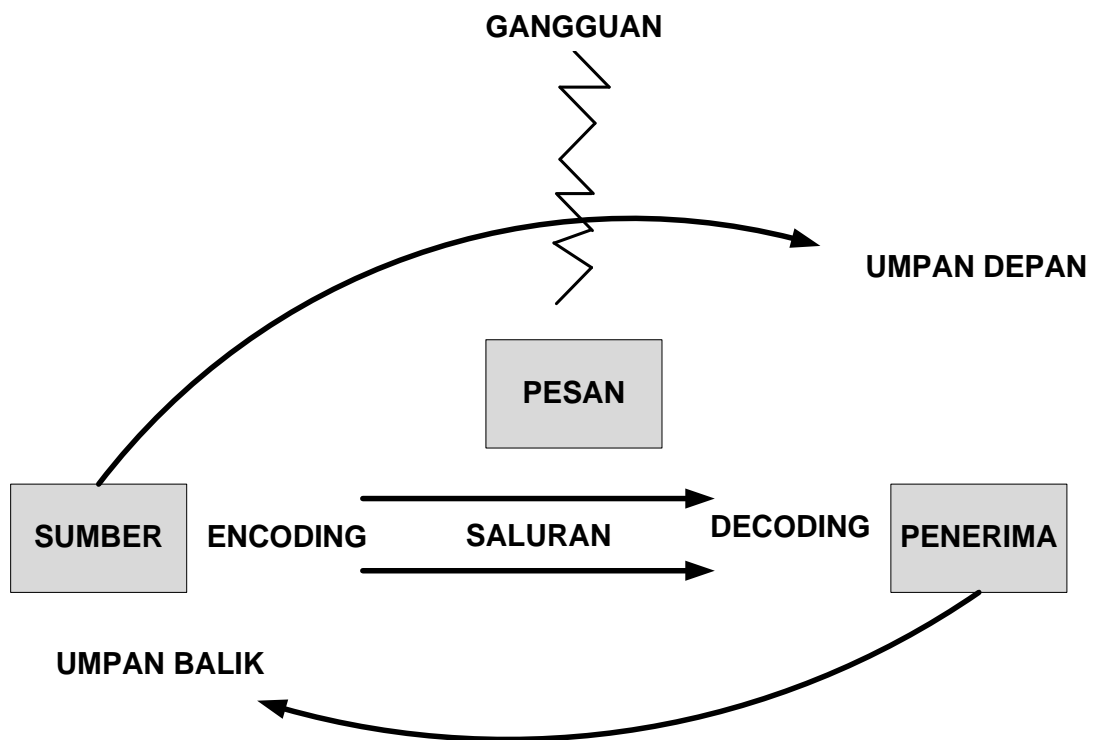 GANGGUAN
UMPAN DEPAN
PESAN
SUMBER
ENCODING
SALURAN
DECODING
PENERIMA
UMPAN BALIK